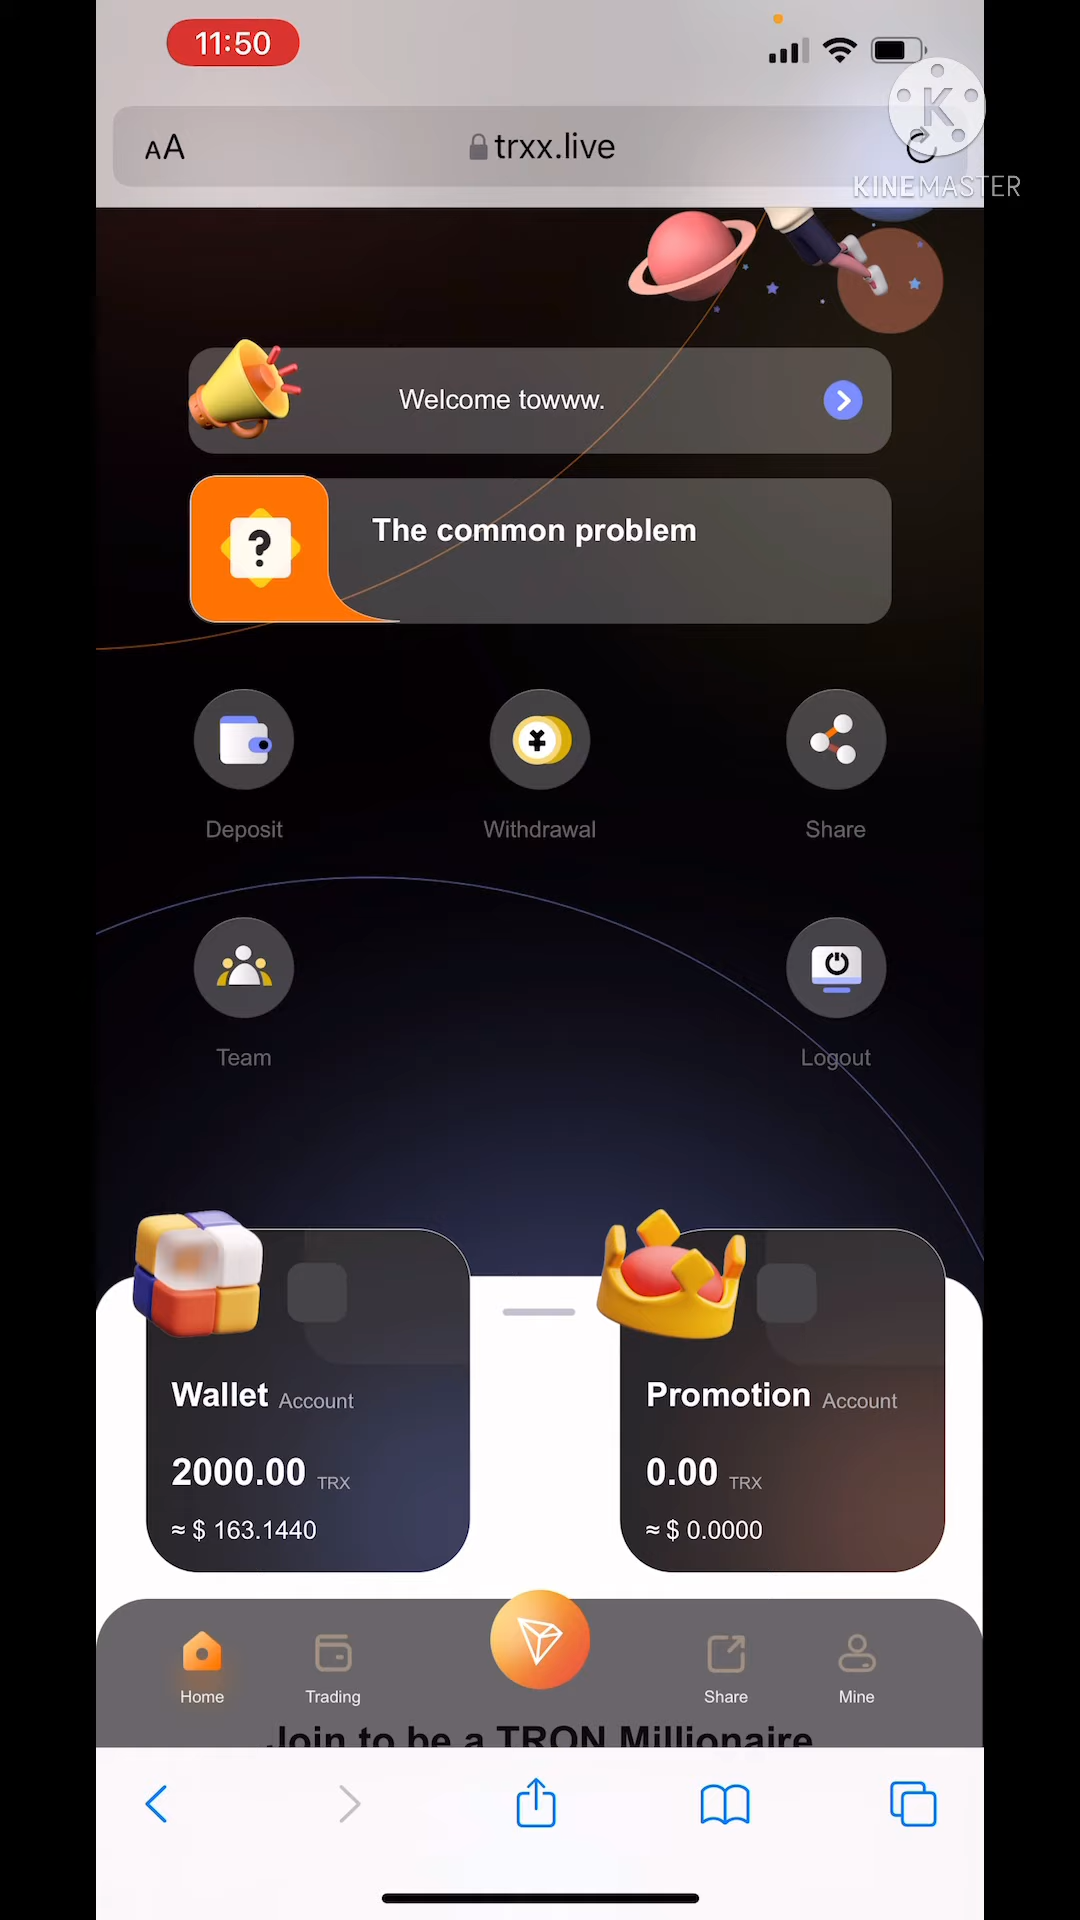 11:50
AA
trxx.live
K
KINEMASTER
Welcome towww.
?
The common problem
Deposit
Withdrawal
Share
Team
Logout
Wallet Account
2000.00 TRX
≈ $ 163.1440
Promotion Account
0.00 TRX
≈ $ 0.0000
Home
Trading
Share
Mine
Join to be a TRON Millionaire